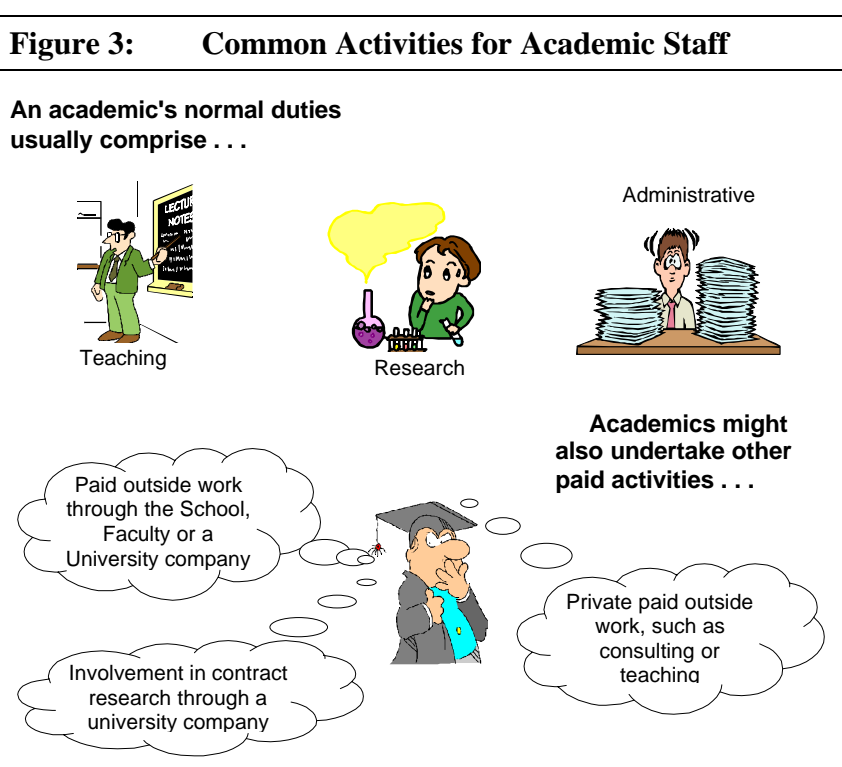 Figure 3: Common Activities for Academic Staff
An academic's normal duties
usually comprise . . .
LECTUR
NOTES
Teaching
Research
Administrative
Academics might
also undertake other
paid activities . . .
Paid outside work
through the School,
Faculty or a
University company
Private paid outside
work, such as
consulting or
teaching
Involvement in contract
research through a
university company